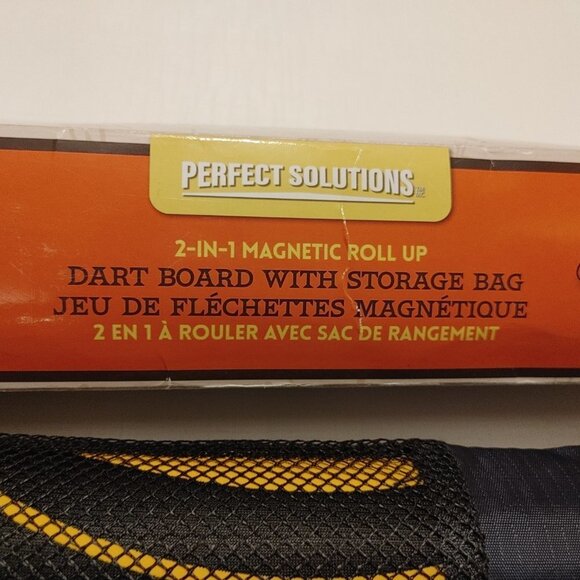 PERFECT SOLUTIONS
2-IN-1 MAGNETIC ROLL UP
DART BOARD WITH STORAGE BAG
JEU DE FLÉCHETTES MAGNÉTIQUE
2 EN 1 À ROULER AVEC SAC DE RANGEMENT